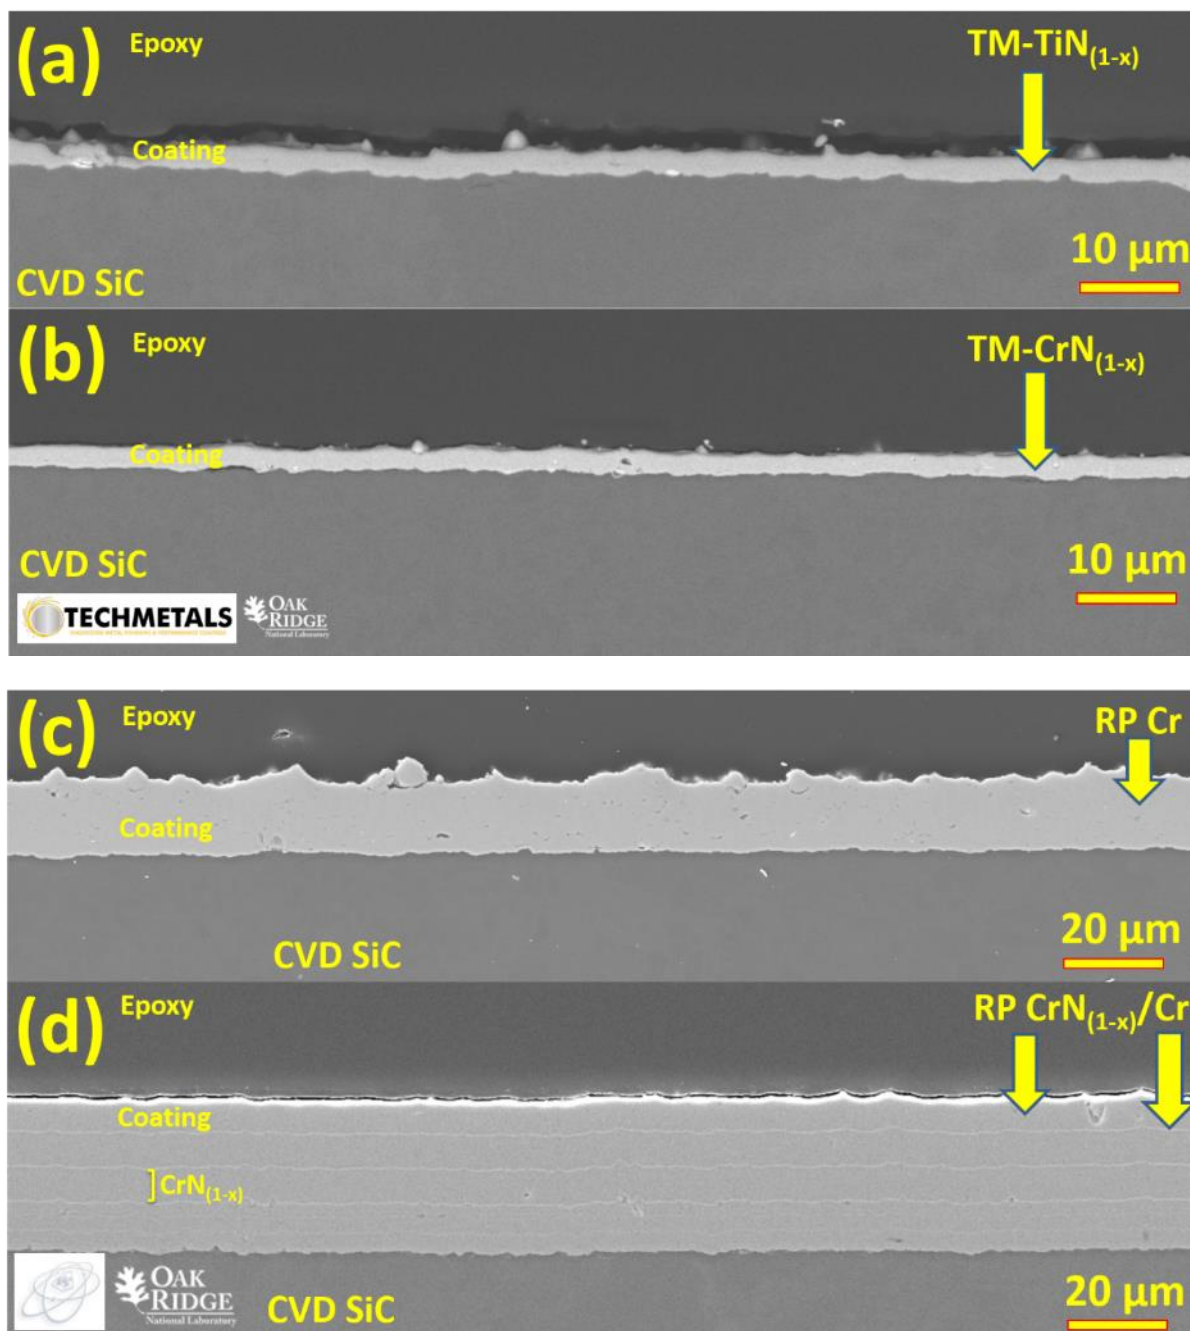 (a)
Epoxy
TM-TiN(1-x)
Coating
10 µm
CVD SiC
(b)
Epoxy
TM-CrN(1-x)
Coating
10 µm
CVD SiC
TECHMETALS
OAK
RIDGE
National Laboratory
(c)
Epoxy
RP Cr
Coating
20 µm
CVD SiC
(d)
Epoxy
RP CrN(1-x)/Cr
Coating
CrN(1-x)
OAK
RIDGE
National Laboratory
CVD SiC
20 µm